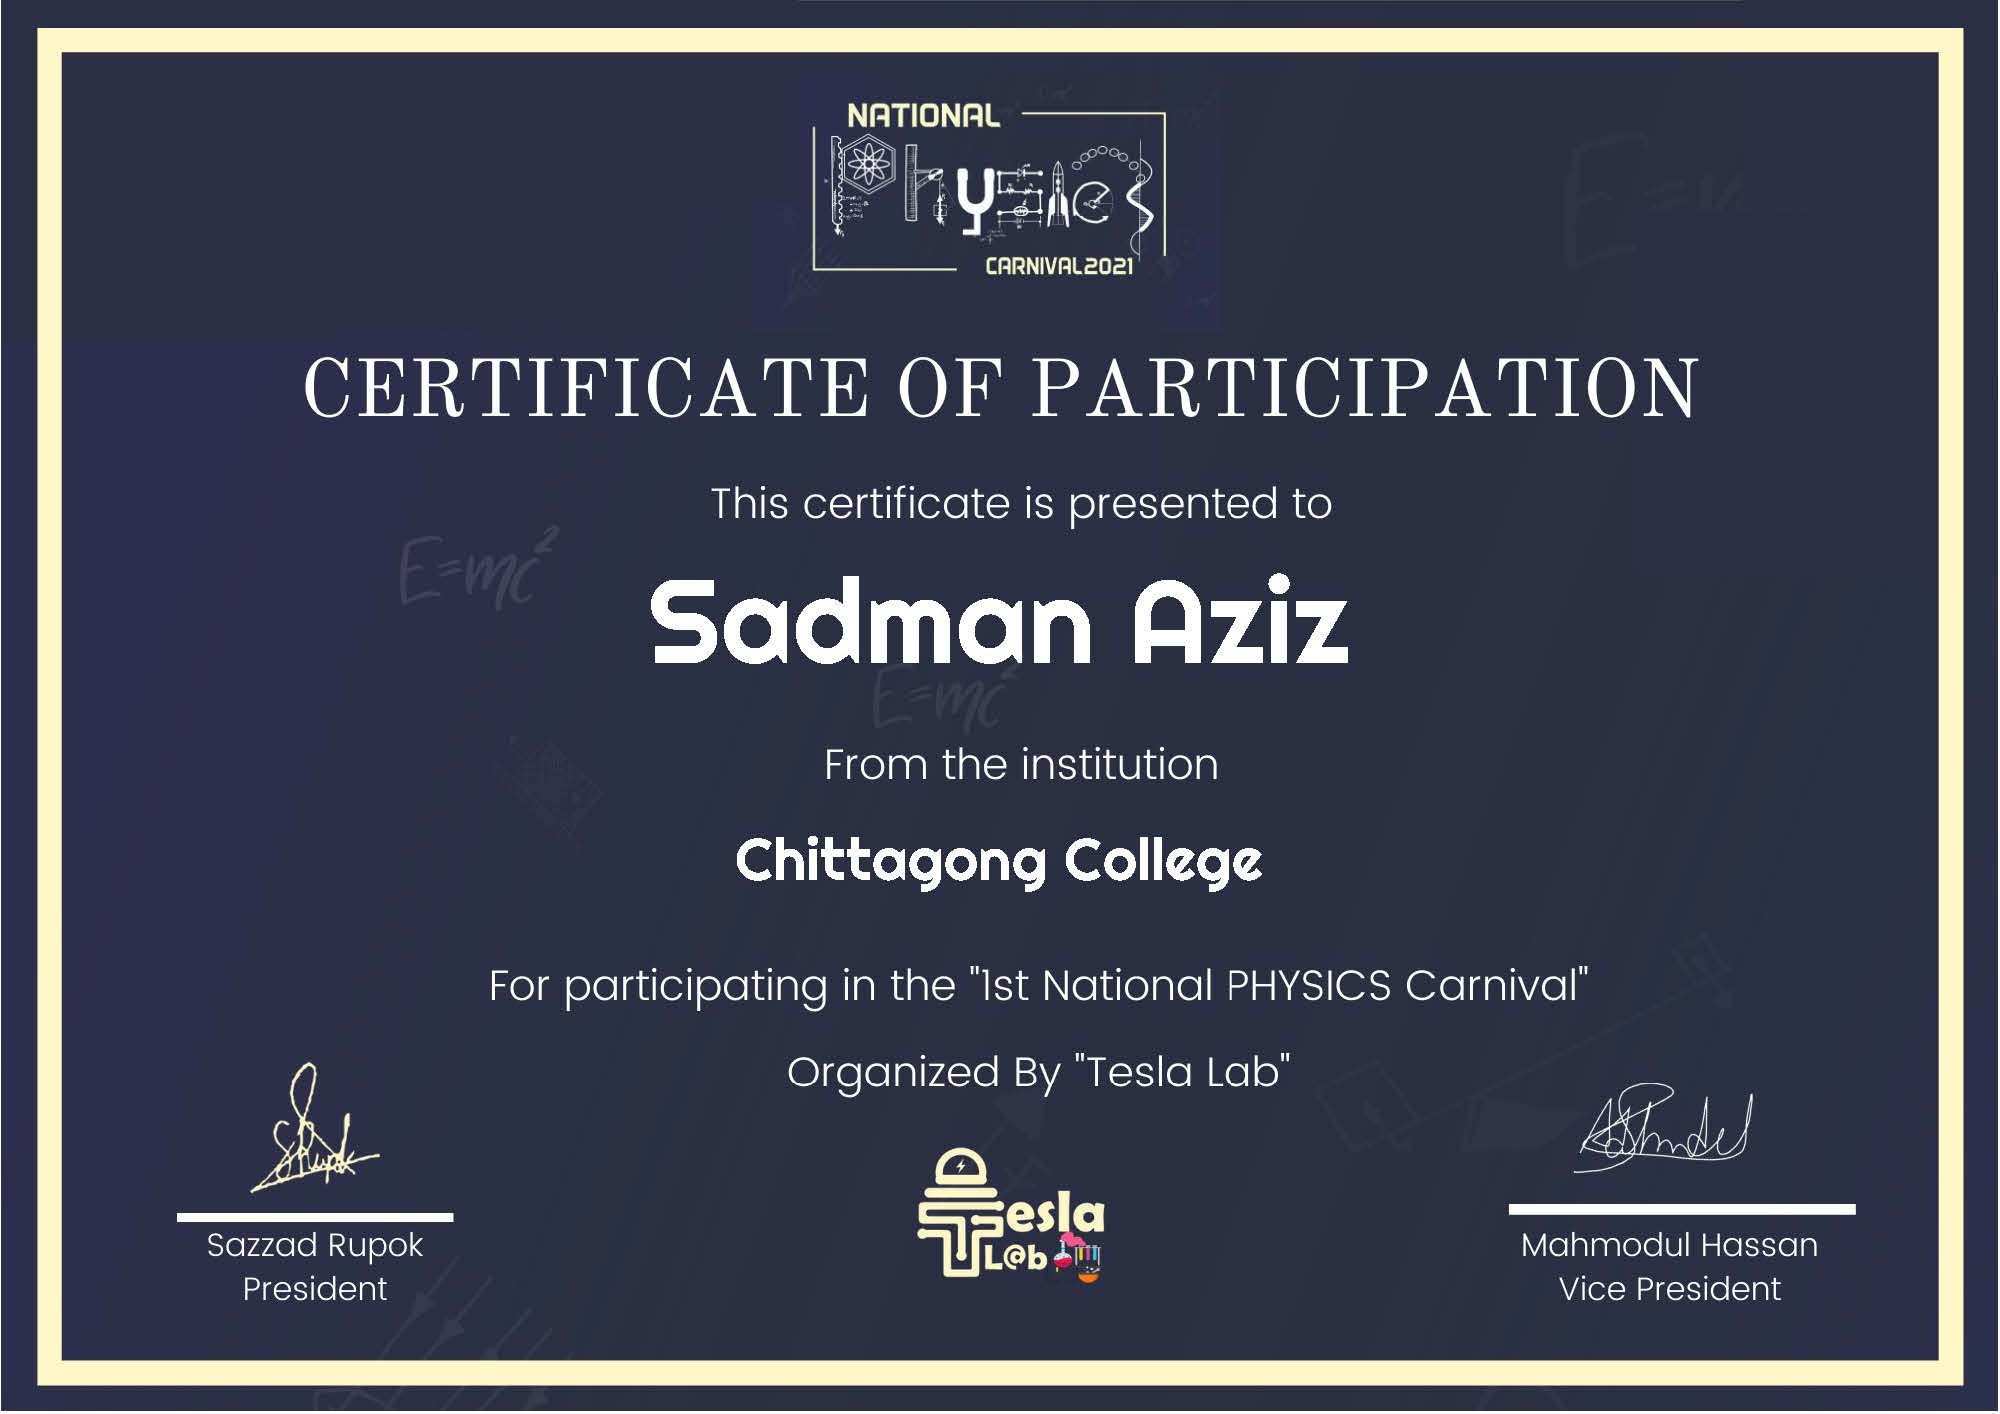 NATIONAL
Physics
CARNIVAL2021
E=m
CERTIFICATE OF PARTICIPATION
This certificate is presented to
E=mc²
Sadman Aziz
E=mc²
From the institution
Chittagong College
For participating in the "1st National PHYSICS Carnival"
Organized By "Tesla Lab"
Tesla
L@b
Sazzad Rupok
President
Mahmodul Hassan
Vice President